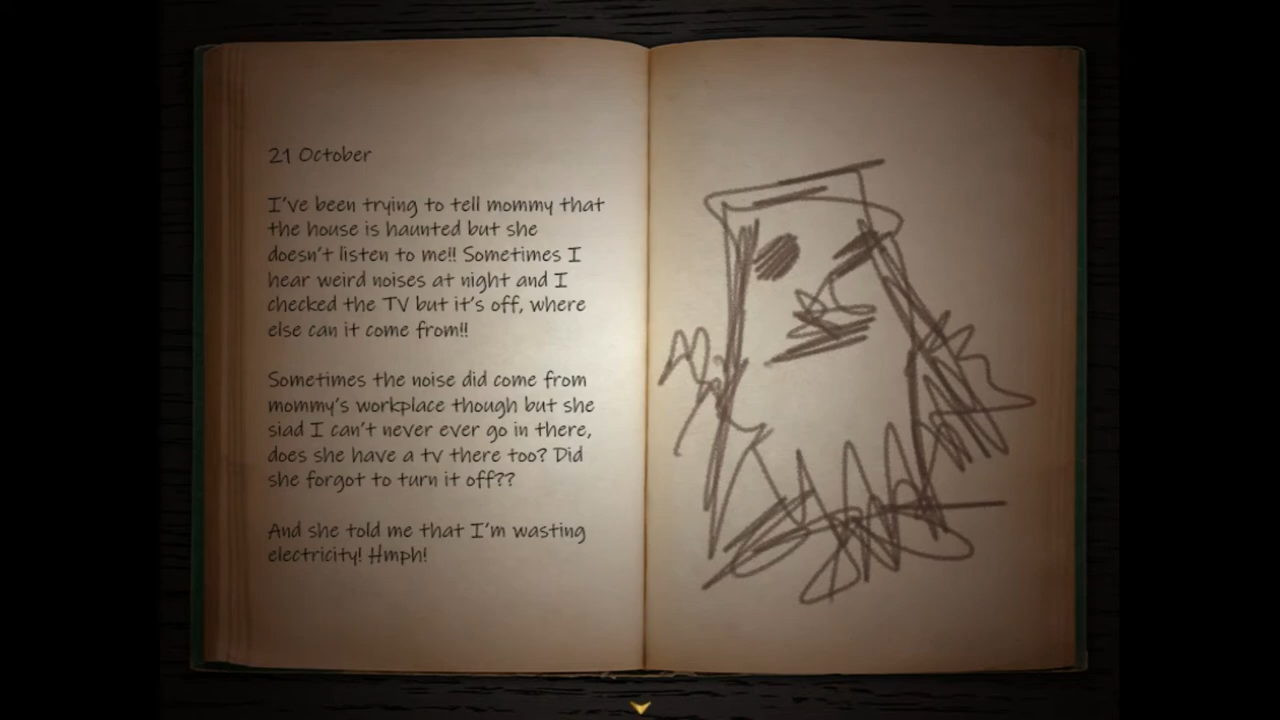 21 October
I've been trying to tell mommy that
the house is haunted but she
doesn't listen to me!! Sometimes I
hear weird noises at night and I
checked the TV but it's off, where
else can it come from!!
Sometimes the noise did come from
mommy's workplace though but she
siad I can't never ever go in there,
does she have a tv there too? Did
she forgot to turn it off??
And she told me that I'm wasting
electricity! Hmph!